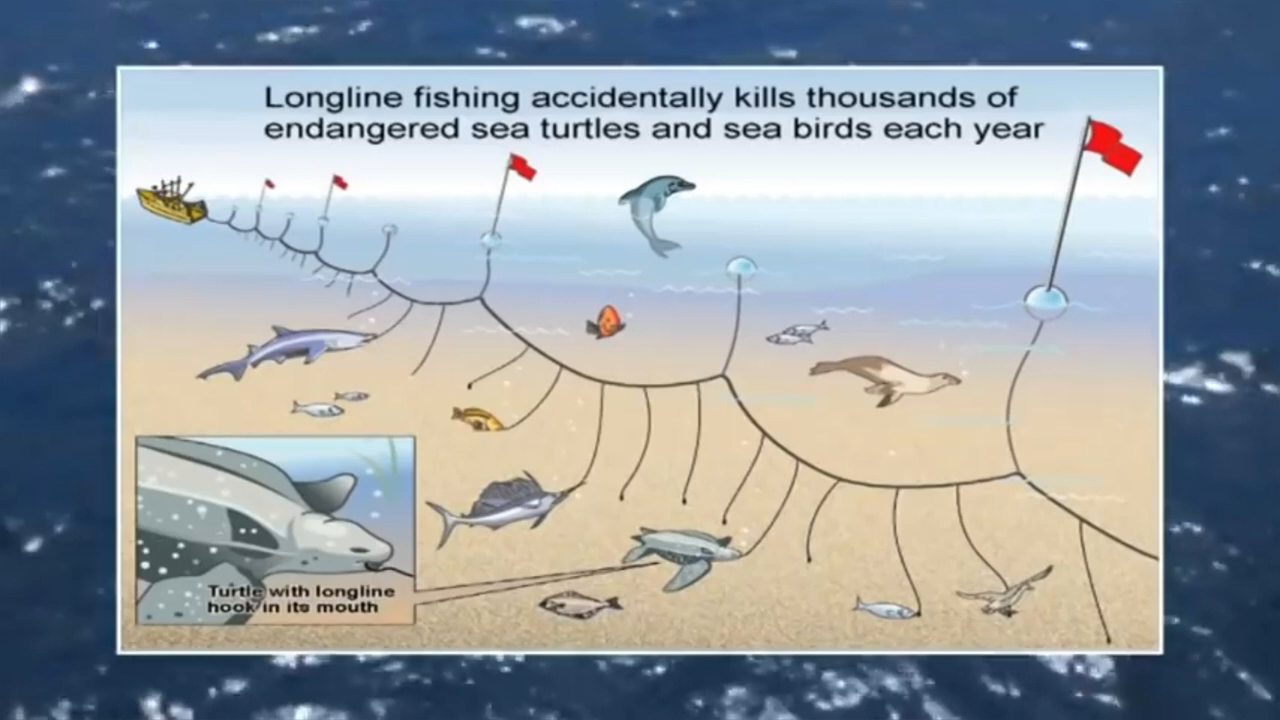 Longline fishing accidentally kills thousands of
endangered sea turtles and sea birds each year
Turtle with longline
hook in its mouth